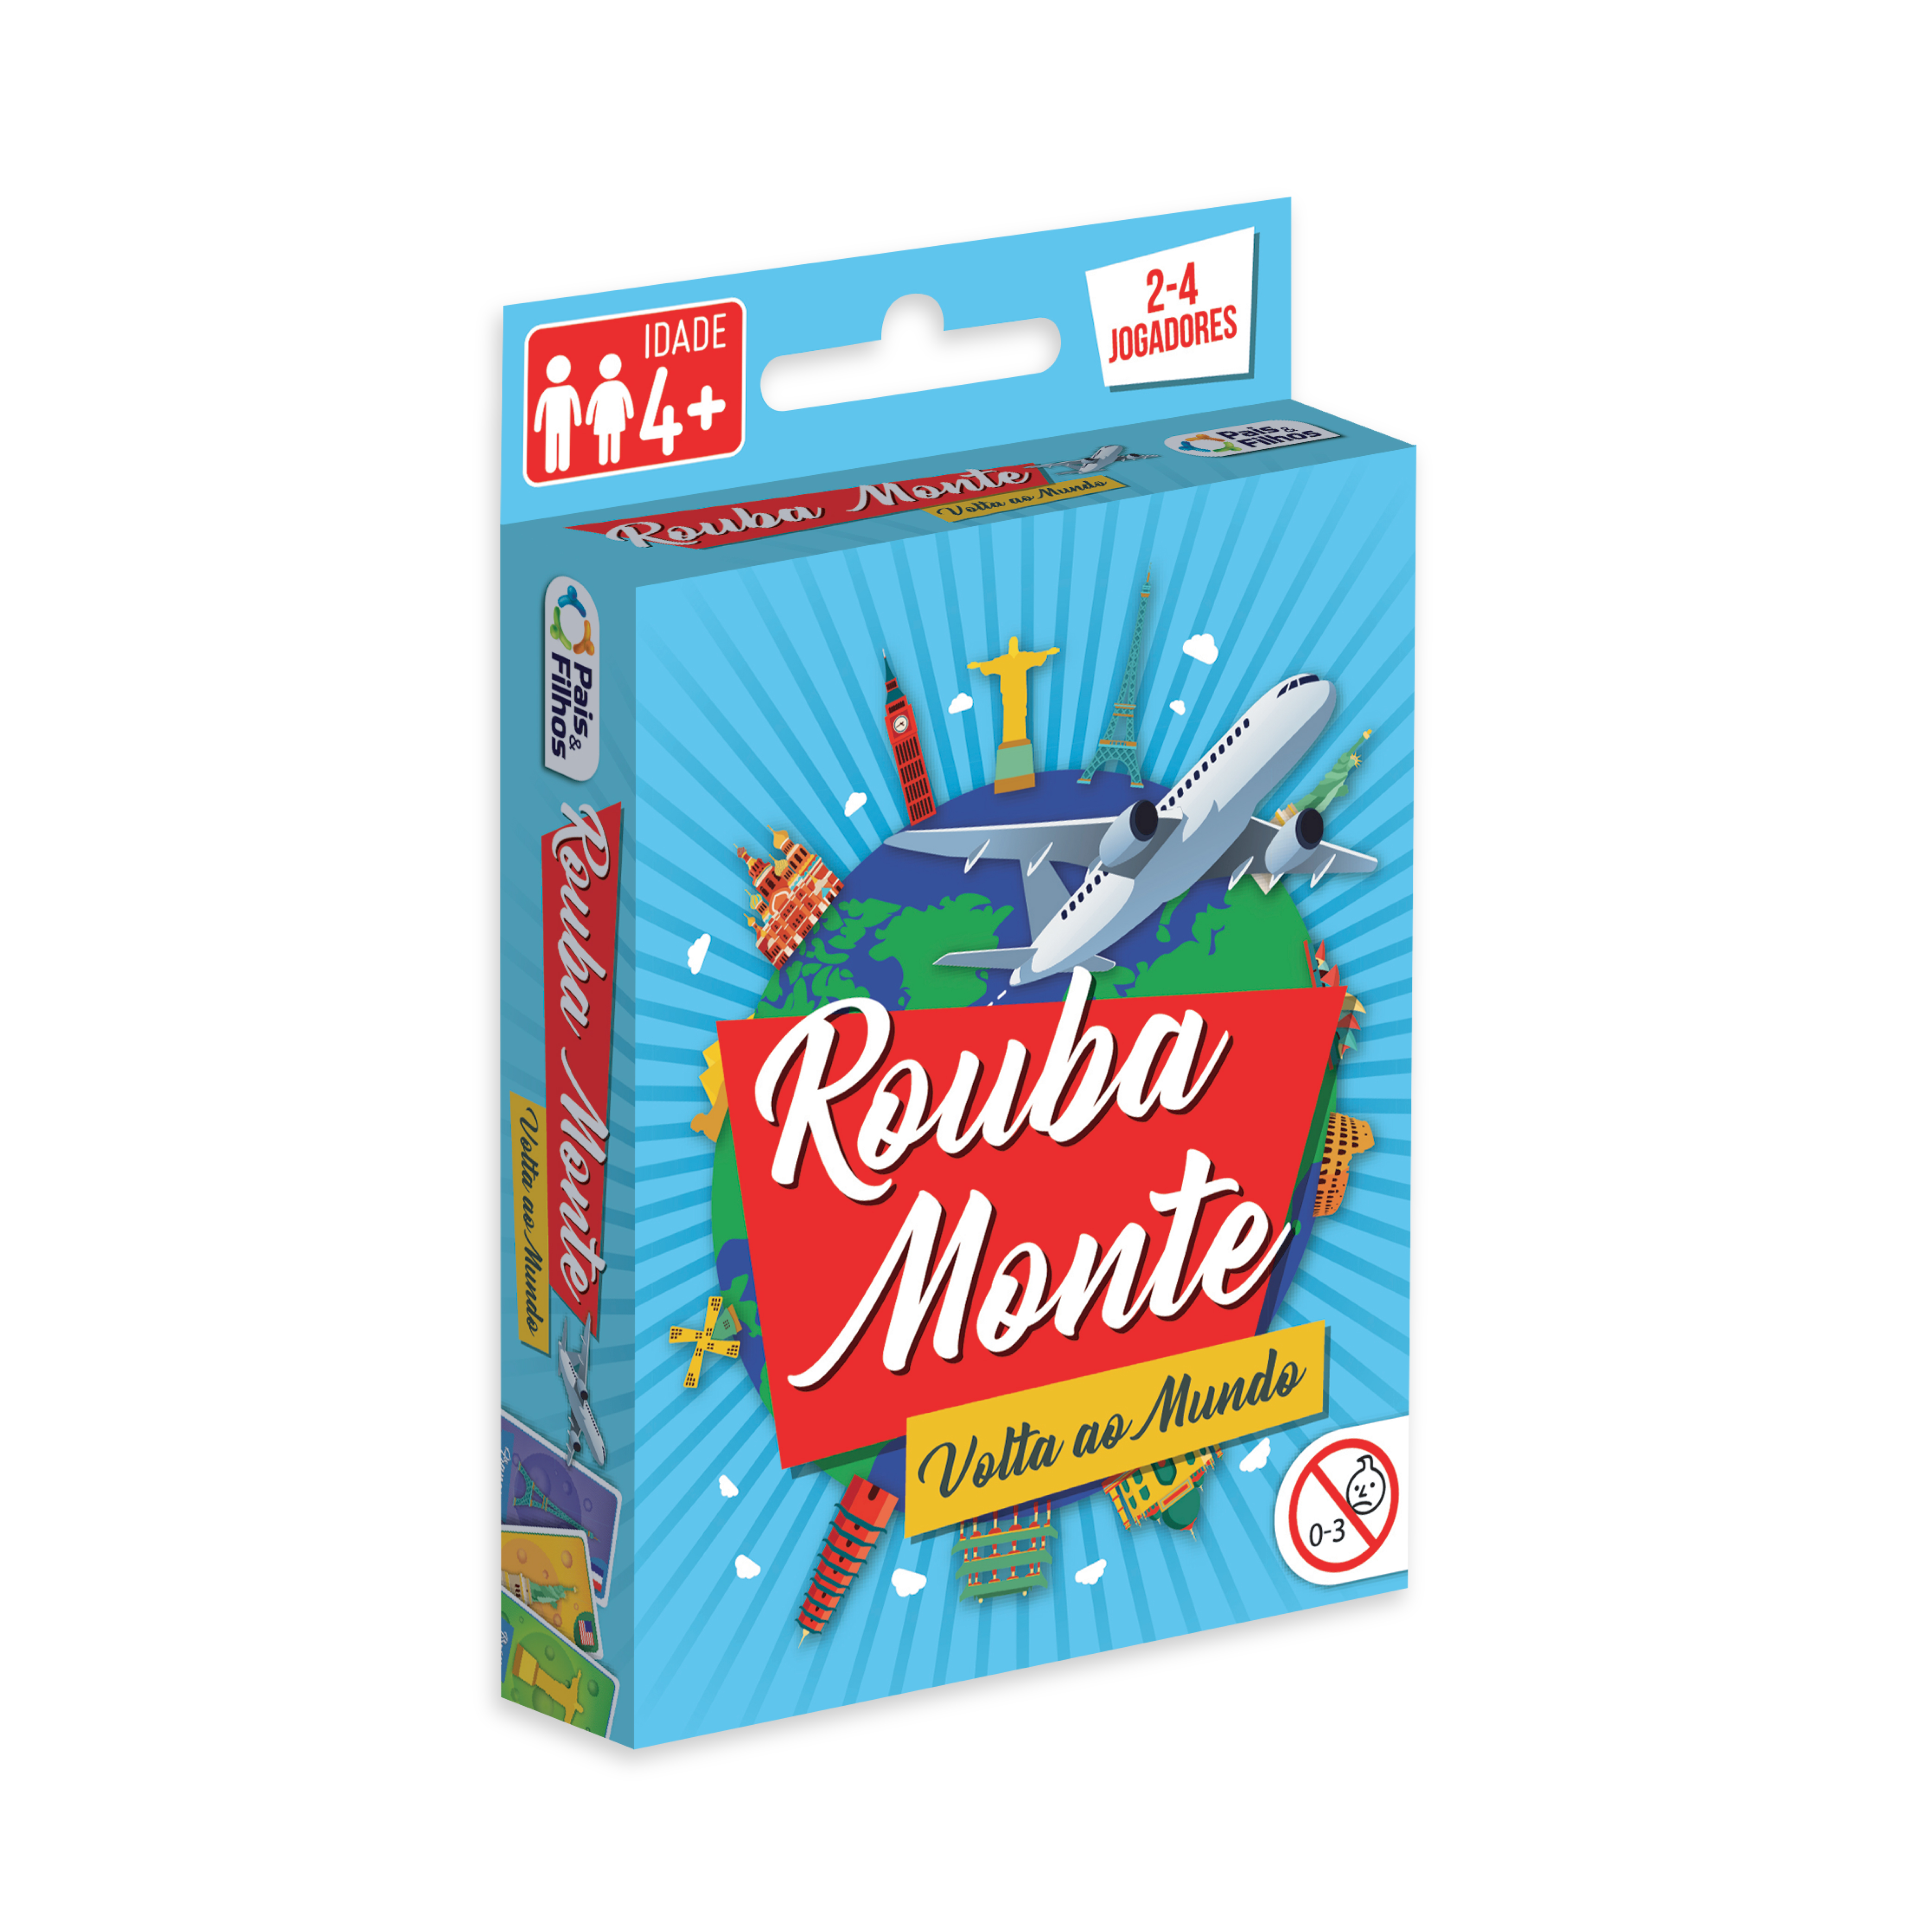 IDADE
4+
2-4
JOGADORES
Rouba Monte
Volta ao Mundo
Pais &
Filhos
Pais &
Filhos
Rouba Monte
Volta ao Mundo
Rouba
Monte
Volta ao Mundo
0-3